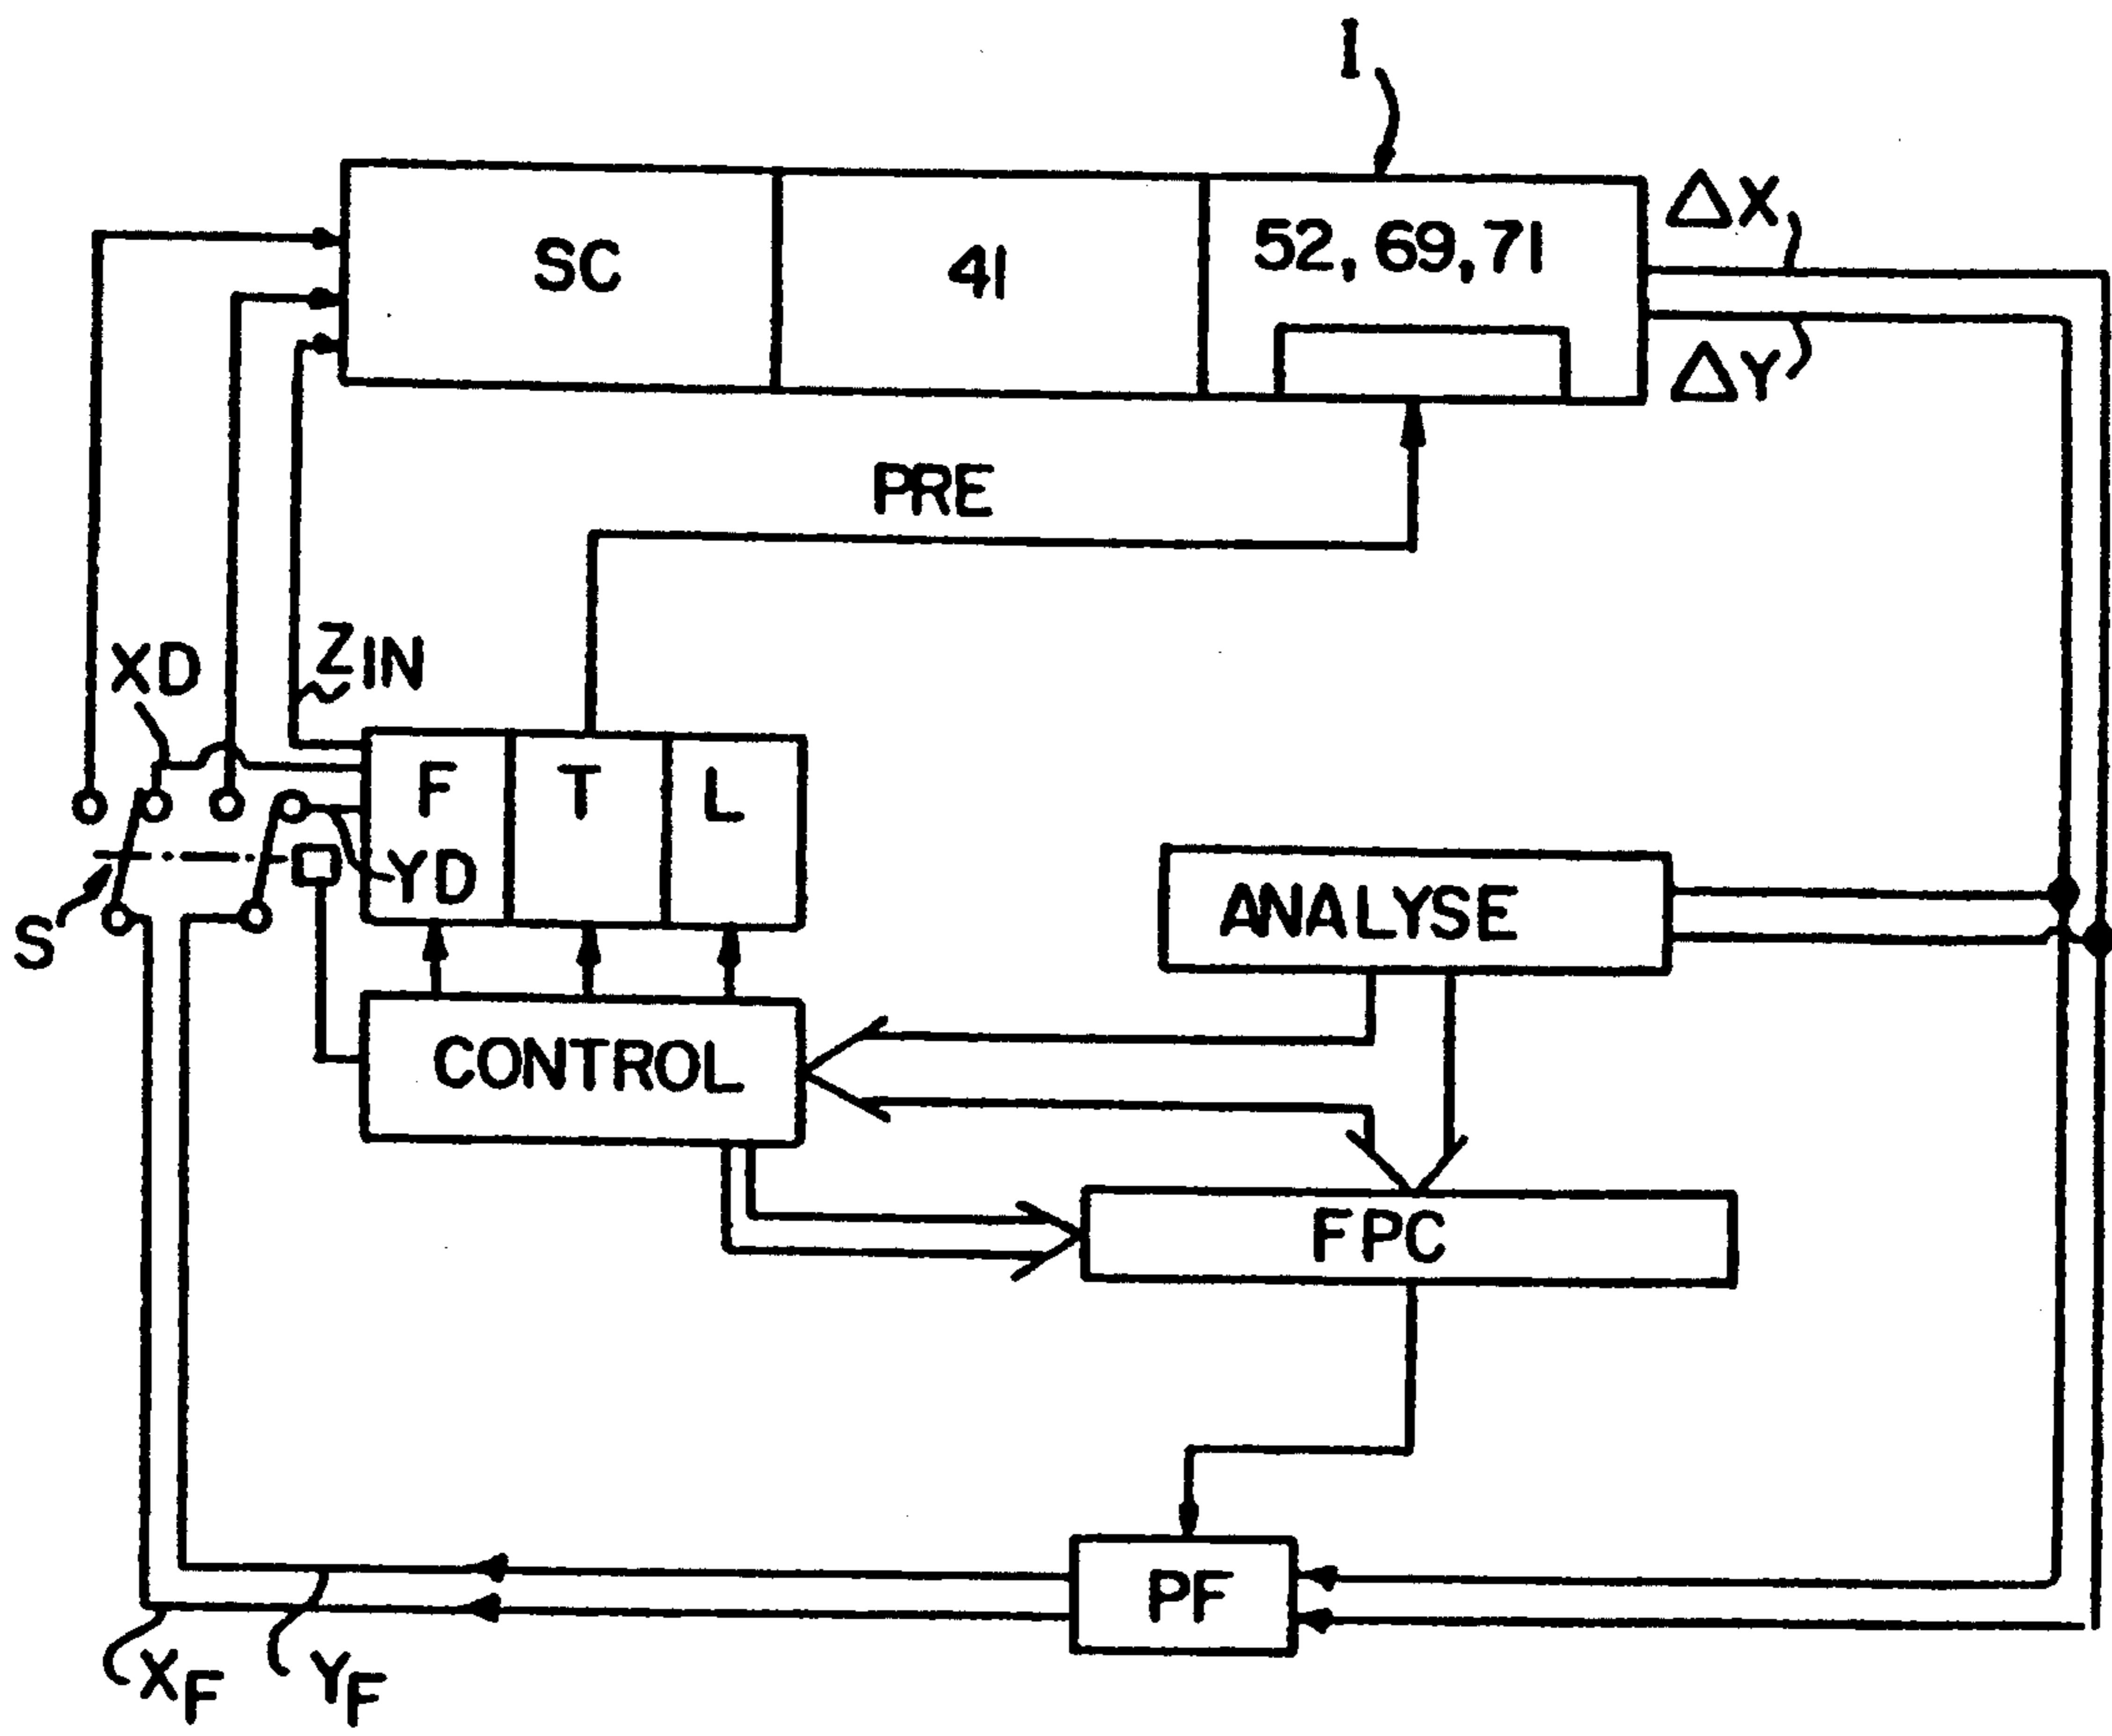 I
SC
41
52, 69, 71
ΔX
ΔY
PRE
XD
ZIN
F
T
L
YD
S
ANALYSE
CONTROL
FPC
PF
XF
YF